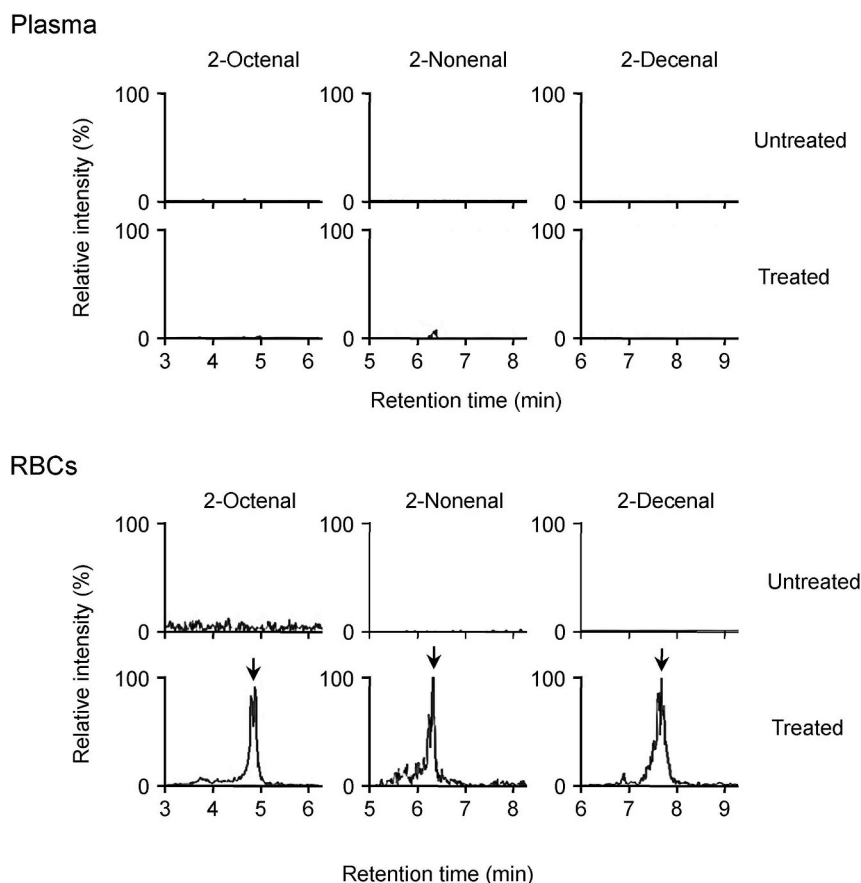 Plasma
2-Octenal 2-Nonenal 2-Decenal
Relative intensity (%)
100 100 100
Untreated
0 0 0
100 100 100
Treated
0 0 0
3 4 5 6 5 6 7 8 6 7 8 9
Retention time (min)
RBCs
2-Octenal 2-Nonenal 2-Decenal
Relative intensity (%)
100 100 100
Untreated
0 0 0
100 100 100
Treated
0 0 0
3 4 5 6 5 6 7 8 6 7 8 9
Retention time (min)